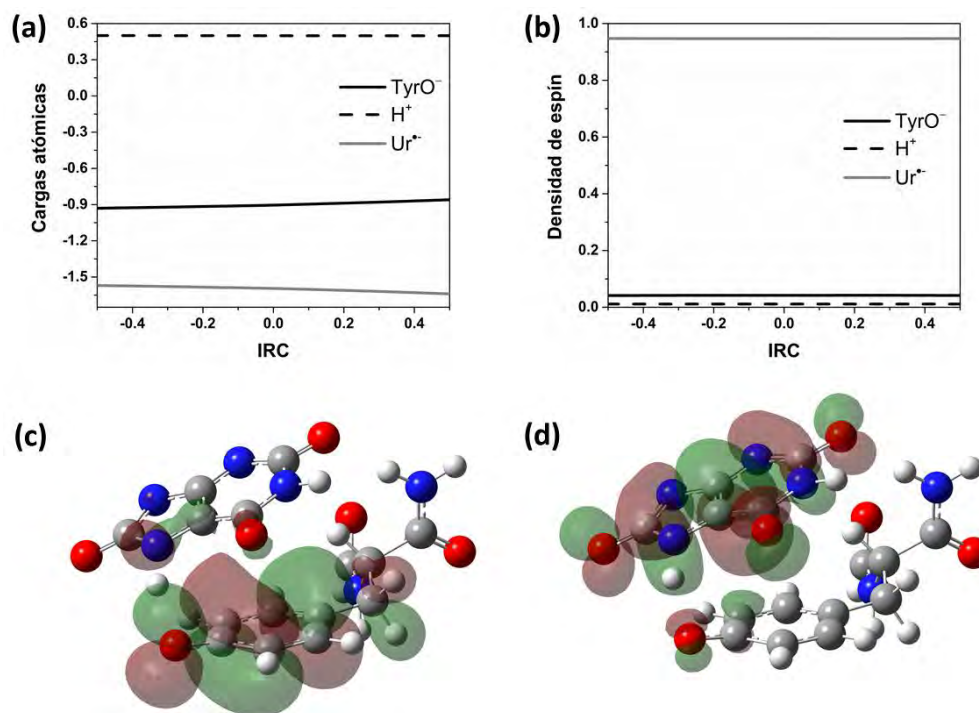 (a)
Cargas atómicas
0.6
0.3
0.0
-0.3
-0.6
-0.9
-1.2
-1.5
TyrO⁻
H⁺
Ur•-
-0.4 -0.2 0.0 0.2 0.4
IRC
(b)
Densidad de espín
1.0
0.8
0.6
0.4
0.2
0.0
TyrO⁻
H⁺
Ur•-
-0.4 -0.2 0.0 0.2 0.4
IRC
(c)
(d)